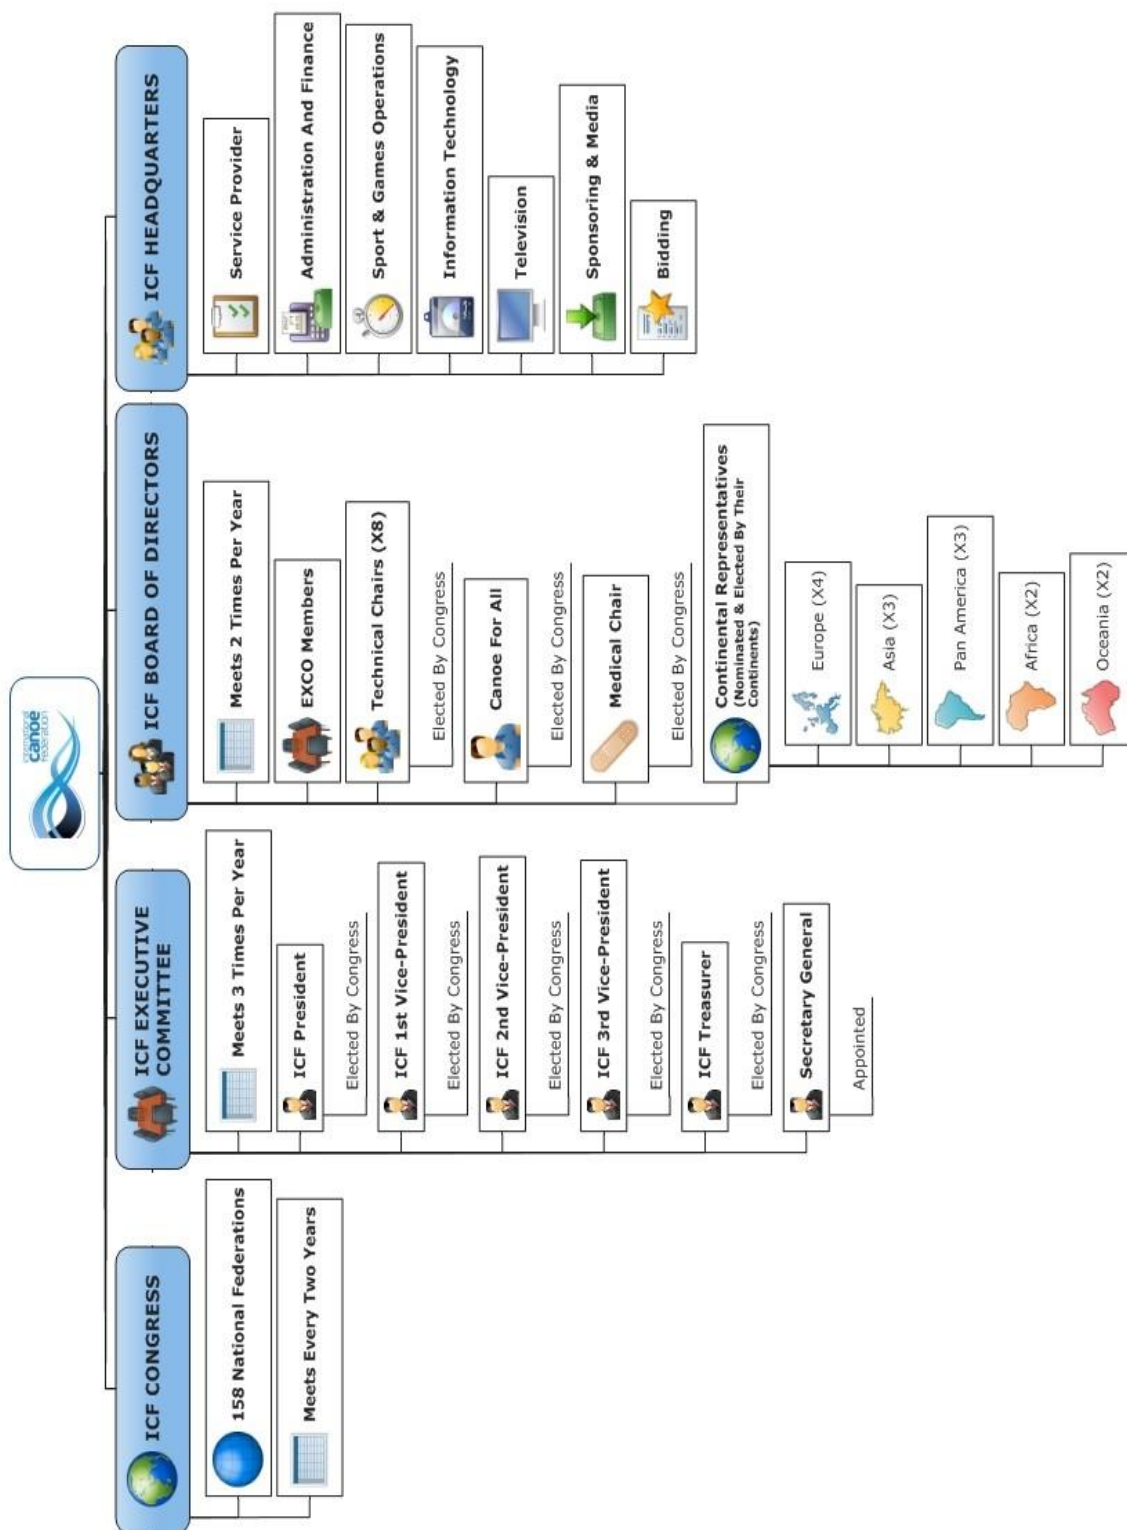 international
canoe
federation
ICF CONGRESS
158 National Federations
Meets Every Two Years
ICF EXECUTIVE
COMMITTEE
Meets 3 Times Per Year
ICF President
Elected By Congress
ICF 1st Vice-President
Elected By Congress
ICF 2nd Vice-President
Elected By Congress
ICF 3rd Vice-President
Elected By Congress
ICF Treasurer
Elected By Congress
Secretary General
Appointed
ICF BOARD OF DIRECTORS
Meets 2 Times Per Year
EXCO Members
Technical Chairs (X8)
Elected By Congress
Canoe For All
Elected By Congress
Medical Chair
Elected By Congress
Continental Representatives
(Nominated & Elected By Their
Continents)
Europe (X4)
Asia (X3)
Pan America (X3)
Africa (X2)
Oceania (X2)
ICF HEADQUARTERS
Service Provider
Administration And Finance
Sport & Games Operations
Information Technology
Television
Sponsoring & Media
Bidding